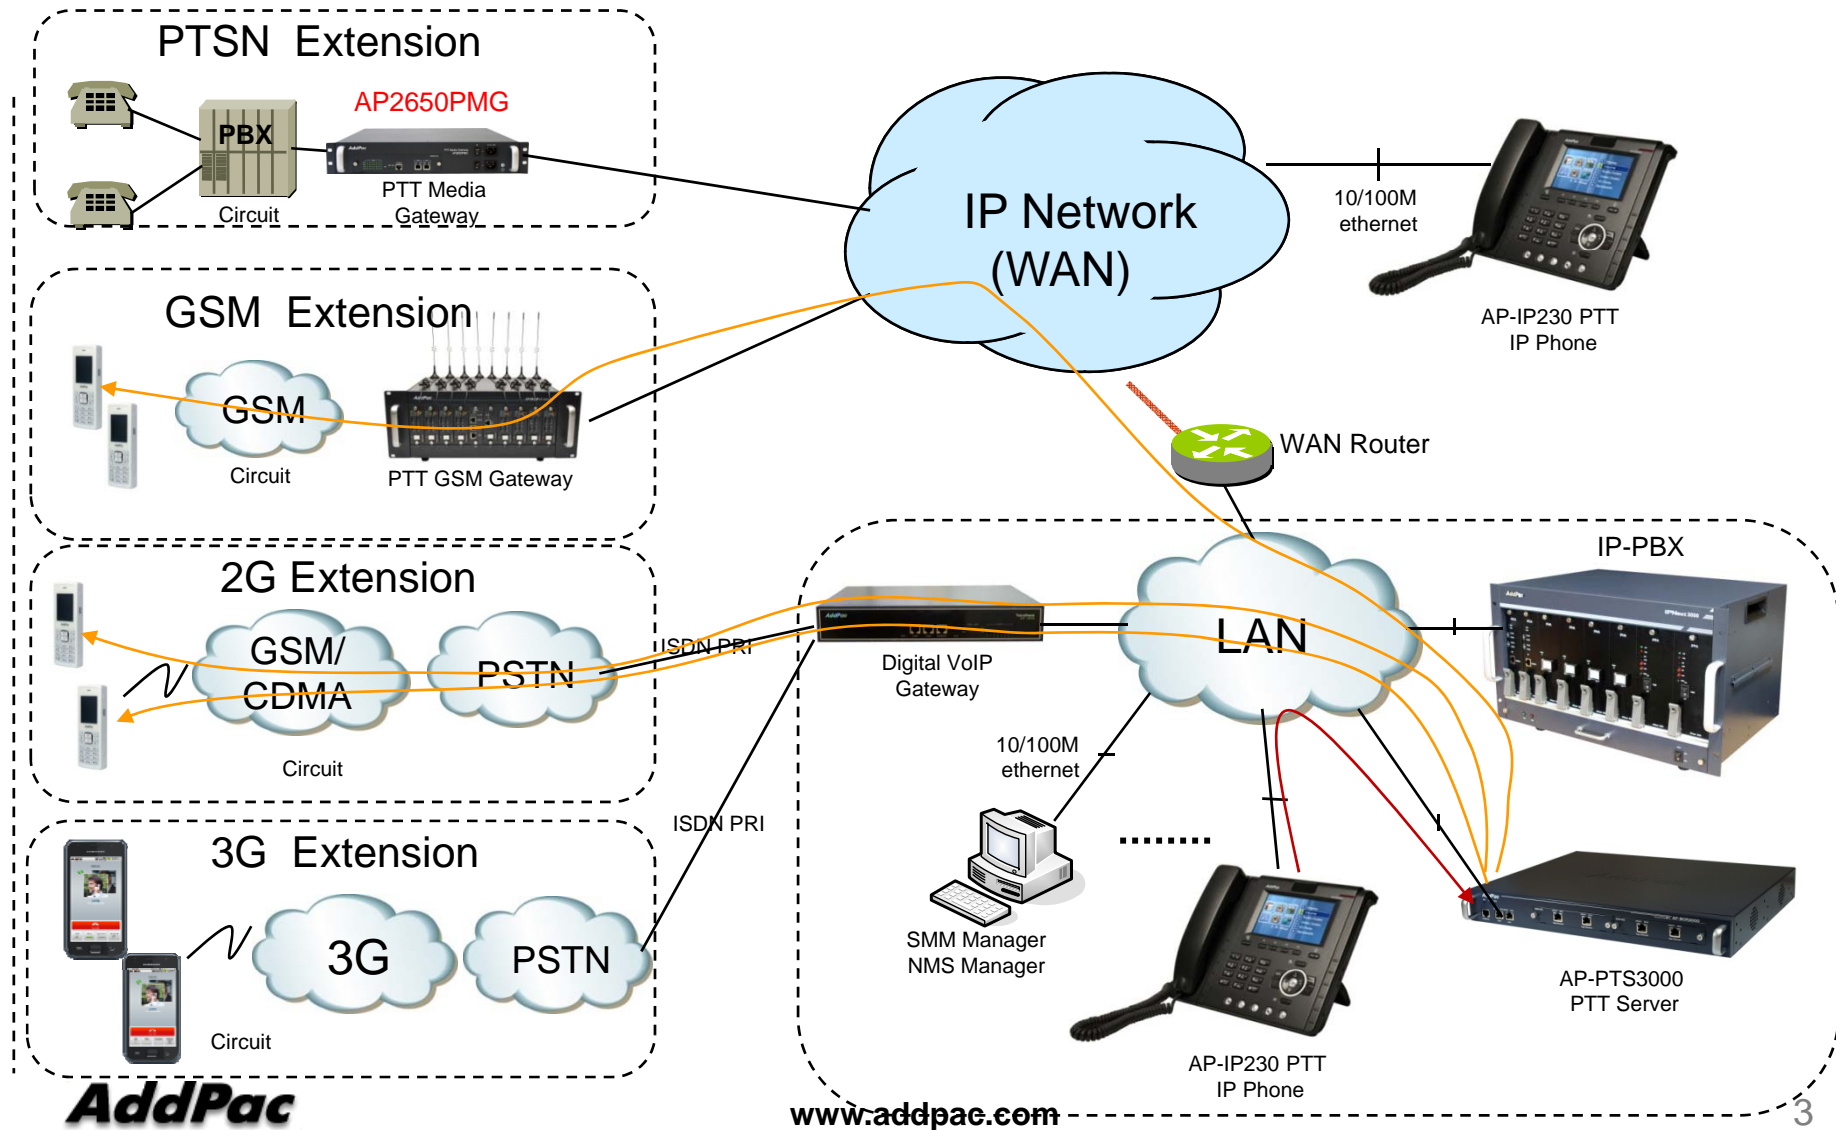 PTSN Extension
AP2650PMG
PBX
PTT Media
Gateway
Circuit
IP Network
(WAN)
10/100M
ethernet
AP-IP230 PTT
IP Phone
GSM Extension
GSM
Circuit
PTT GSM Gateway
WAN Router
2G Extension
GSM/
CDMA
PSTN
Circuit
ISDN PRI
AddPac
Digital VoIP
Gateway
LAN
IP-PBX
10/100M
ethernet
SMM Manager
NMS Manager
AP-IP230 PTT
IP Phone
AP-PTS3000
PTT Server
3G Extension
3G
PSTN
Circuit
ISDN PRI
AddPac
www.addpac.com
3